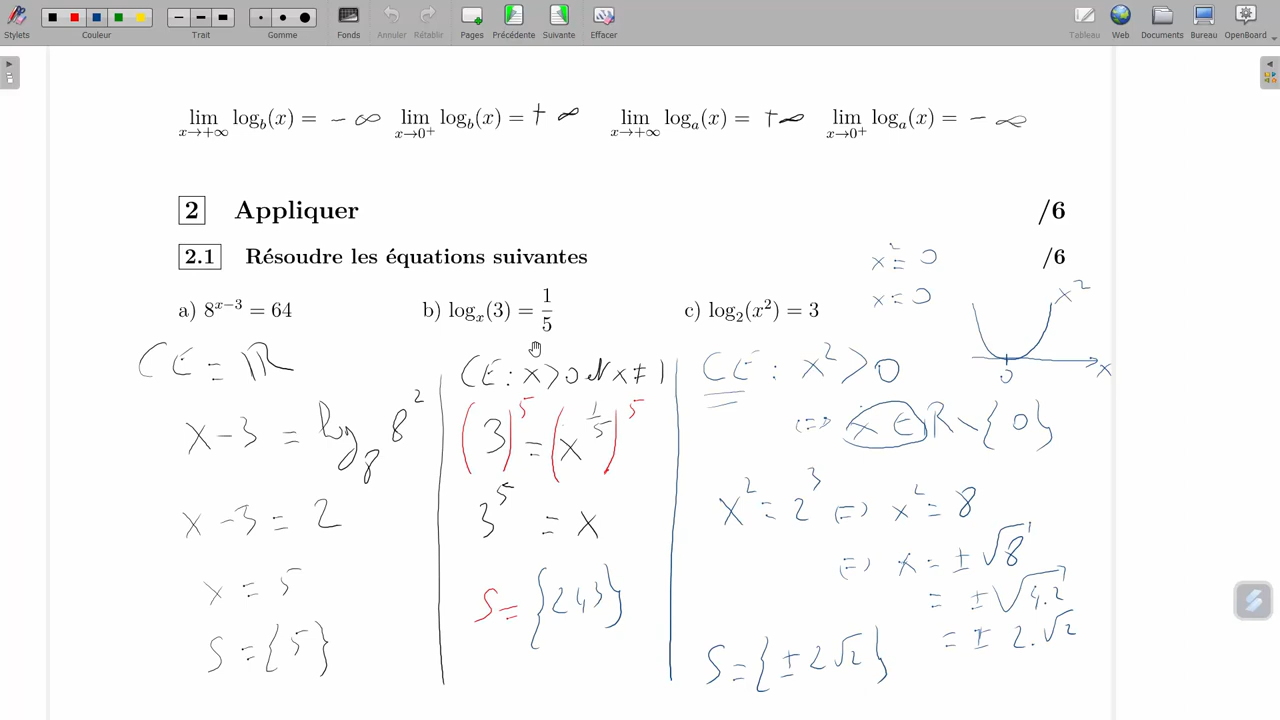 Stylets Couleur Trait Gomme Fonds Annuler Rétablir Pages Précédente Suivante Effacer Tableau Web Documents Bureau OpenBoard
lim x→+∞ log_b(x) = - ∞ lim x→0⁺ log_b(x) = + ∞ lim x→+∞ log_a(x) = +∞ lim x→0⁺ log_a(x) = - ∞
2 Appliquer /6
2.1 Résoudre les équations suivantes /6
x² = 0
x = 0
x²
0
x
a) 8^(x−3) = 64
CE = ℝ
x - 3 = log_8 8²
x - 3 = 2
x = 5
S = {5}
b) log_x(3) = 1/5
CE : x > 0 et x ≠ 1
(3)^5 = (x^(1/5))^5
3^5 = x
S = {243}
c) log_2(x²) = 3
CE : x² > 0
⇔ x ∈ ℝ \ {0}
x² = 2³ ⇔ x² = 8
⇔ x = ± √8
= ± √4.2
= ± 2.√2
S = {± 2√2}